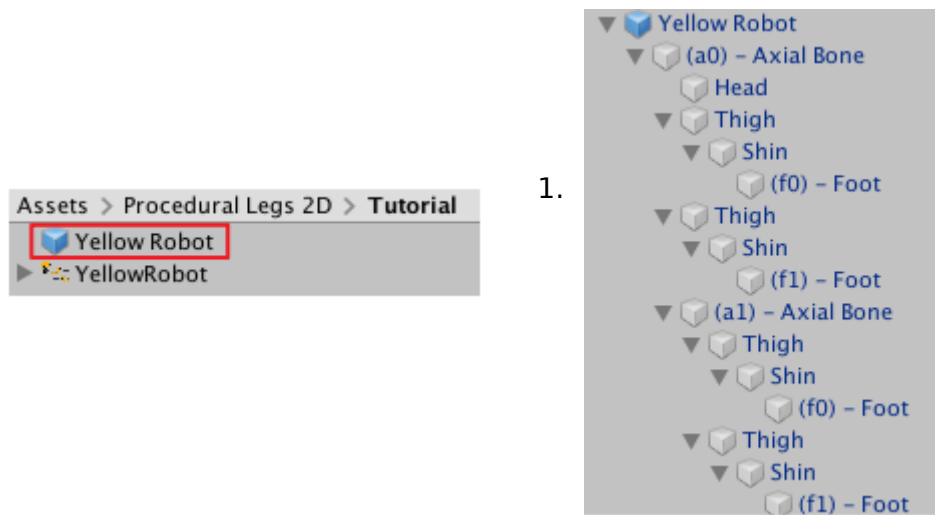 Assets > Procedural Legs 2D > Tutorial
Yellow Robot
YellowRobot
1.
Yellow Robot
(a0) – Axial Bone
Head
Thigh
Shin
(f0) – Foot
Thigh
Shin
(f1) – Foot
(a1) – Axial Bone
Thigh
Shin
(f0) – Foot
Thigh
Shin
(f1) – Foot